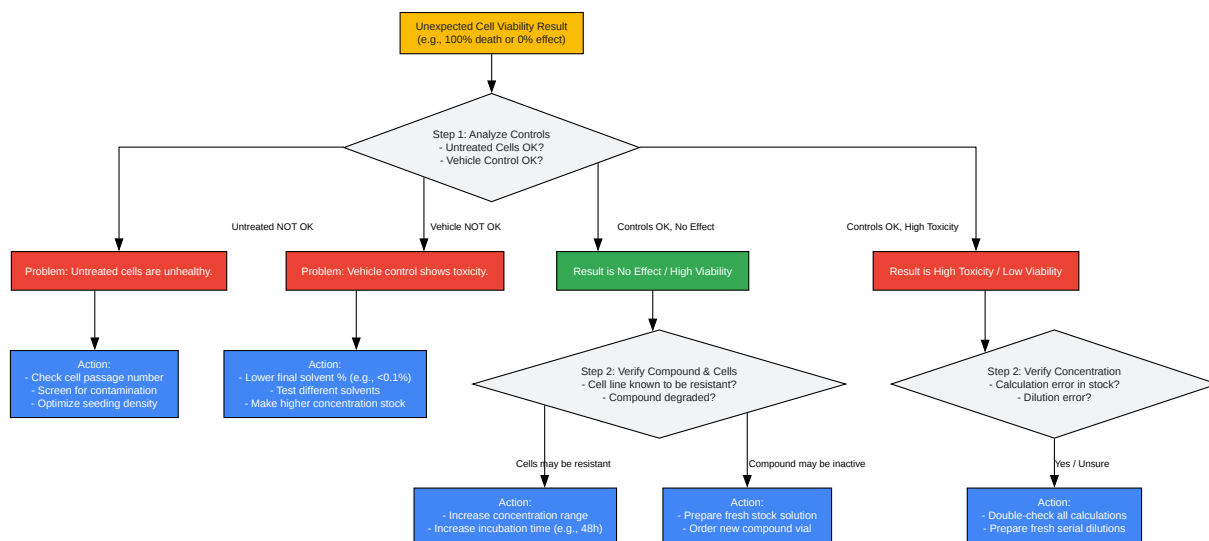 Unexpected Cell Viability Result
(e.g., 100% death or 0% effect)
Step 1: Analyze Controls
- Untreated Cells OK?
- Vehicle Control OK?
Untreated NOT OK
Vehicle NOT OK
Controls OK, No Effect
Controls OK, High Toxicity
Problem: Untreated cells are unhealthy.
Problem: Vehicle control shows toxicity.
Result is No Effect / High Viability
Result is High Toxicity / Low Viability
Action:
- Check cell passage number
- Screen for contamination
- Optimize seeding density
Action:
- Lower final solvent % (e.g., <0.1%)
- Test different solvents
- Make higher concentration stock
Step 2: Verify Compound & Cells
- Cell line known to be resistant?
- Compound degraded?
Step 2: Verify Concentration
- Calculation error in stock?
- Dilution error?
Cells may be resistant
Compound may be inactive
Yes / Unsure
Action:
- Increase concentration range
- Increase incubation time (e.g., 48h)
Action:
- Prepare fresh stock solution
- Order new compound vial
Action:
- Double-check all calculations
- Prepare fresh serial dilutions